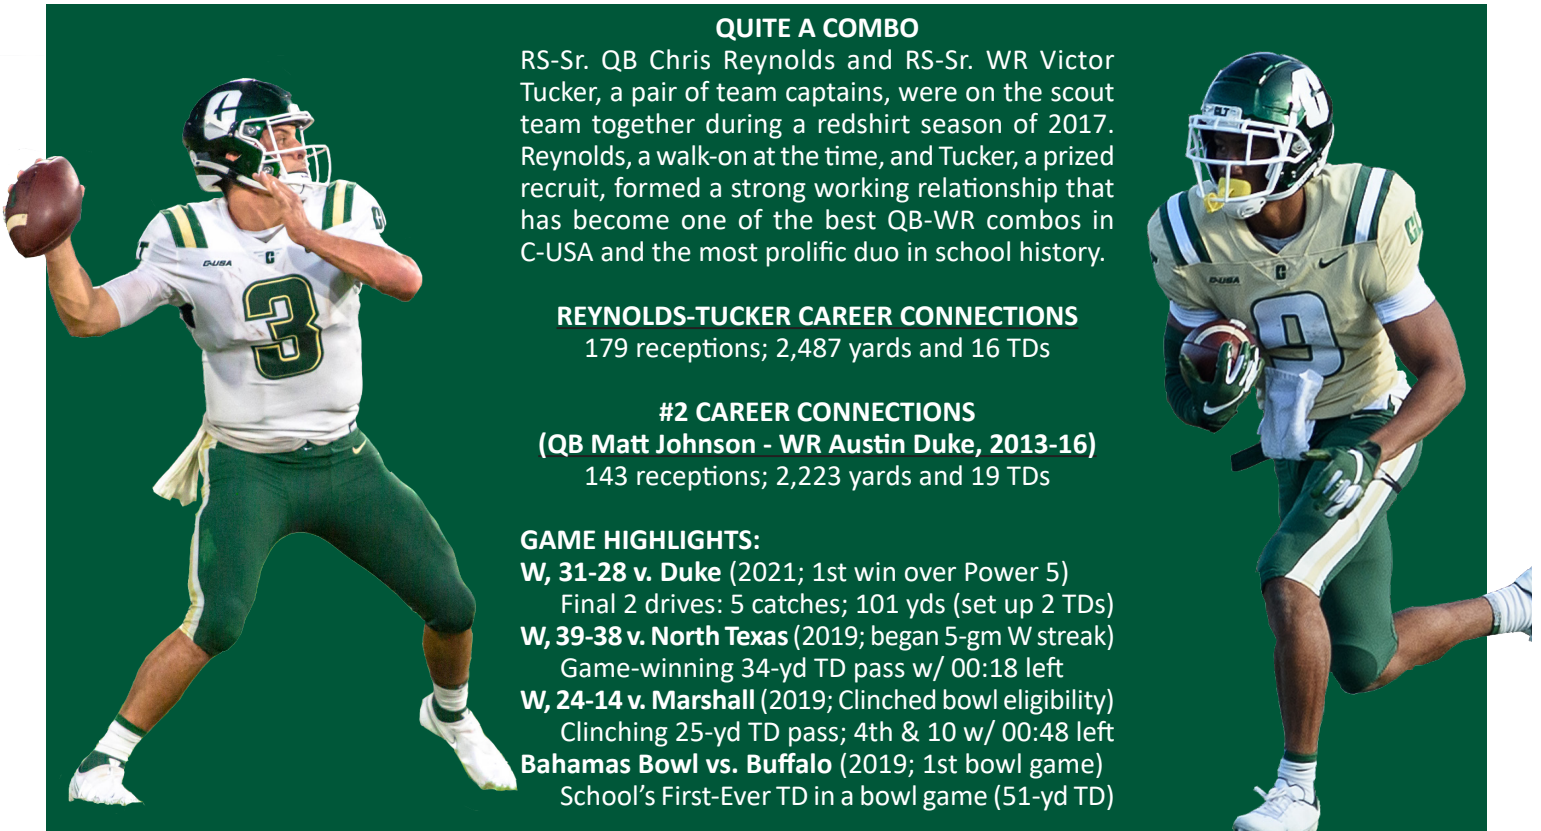 QUITE A COMBO
RS-Sr. QB Chris Reynolds and RS-Sr. WR Victor
Tucker, a pair of team captains, were on the scout
team together during a redshirt season of 2017.
Reynolds, a walk-on at the time, and Tucker, a prized
recruit, formed a strong working relationship that
has become one of the best QB-WR combos in
C-USA and the most prolific duo in school history.
REYNOLDS-TUCKER CAREER CONNECTIONS
179 receptions; 2,487 yards and 16 TDs
#2 CAREER CONNECTIONS
(QB Matt Johnson - WR Austin Duke, 2013-16)
143 receptions; 2,223 yards and 19 TDs
GAME HIGHLIGHTS:
W, 31-28 v. Duke (2021; 1st win over Power 5)
Final 2 drives: 5 catches; 101 yds (set up 2 TDs)
W, 39-38 v. North Texas (2019; began 5-gm W streak)
Game-winning 34-yd TD pass w/ 00:18 left
W, 24-14 v. Marshall (2019; Clinched bowl eligibility)
Clinching 25-yd TD pass; 4th & 10 w/ 00:48 left
Bahamas Bowl vs. Buffalo (2019; 1st bowl game)
School's First-Ever TD in a bowl game (51-yd TD)
C-USA
3
CLT
C-USA
9